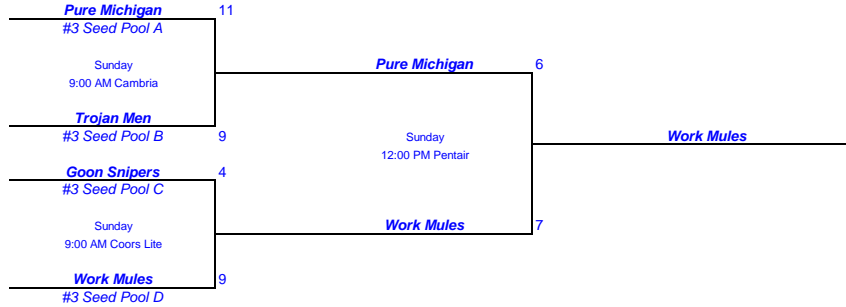 Pure Michigan 11
#3 Seed Pool A
Sunday
9:00 AM Cambria
Pure Michigan 6
Trojan Men
#3 Seed Pool B 9
Sunday
12:00 PM Pentair
Work Mules
Goon Snipers 4
#3 Seed Pool C
Sunday
9:00 AM Coors Lite
Work Mules 7
Work Mules 9
#3 Seed Pool D